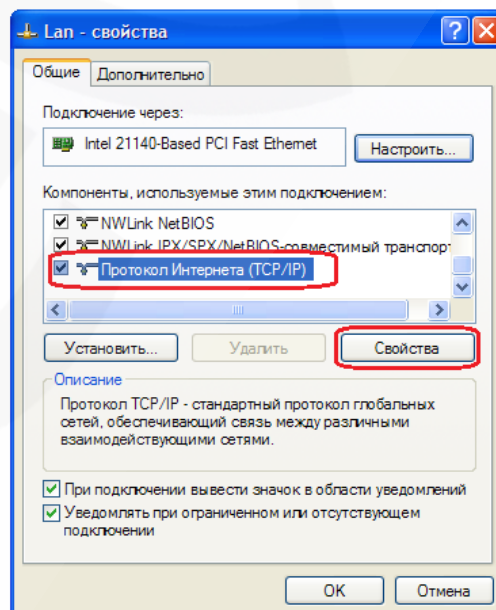 Lan - свойства
Общие
Дополнительно
Подключение через:
Intel 21140-Based PCI Fast Ethernet
Настроить...
Компоненты, используемые этим подключением:
NWLink NetBIOS
NWLink IPX/SPX/NetBIOS-совместимый транспорт
Протокол Интернета (TCP/IP)
Установить...
Удалить
Свойства
Описание
Протокол TCP/IP - стандартный протокол глобальных
сетей, обеспечивающий связь между различными
взаимодействующими сетями.
При подключении вывести значок в области уведомлений
Уведомлять при ограниченном или отсутствующем
подключении
OK
Отмена